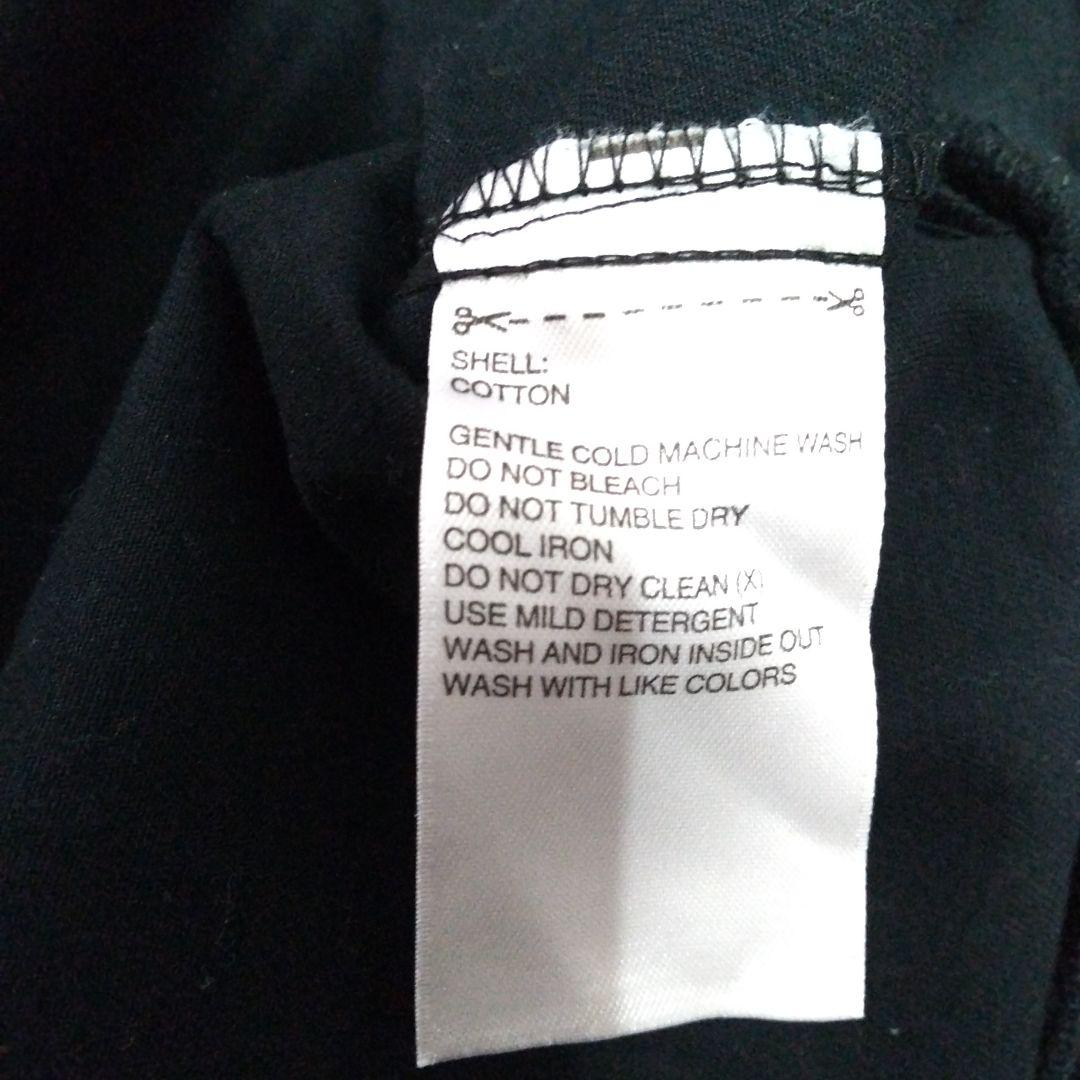 SHELL:
COTTON
GENTLE COLD MACHINE WASH
DO NOT BLEACH
DO NOT TUMBLE DRY
COOL IRON
DO NOT DRY CLEAN (X)
USE MILD DETERGENT
WASH AND IRON INSIDE OUT
WASH WITH LIKE COLORS